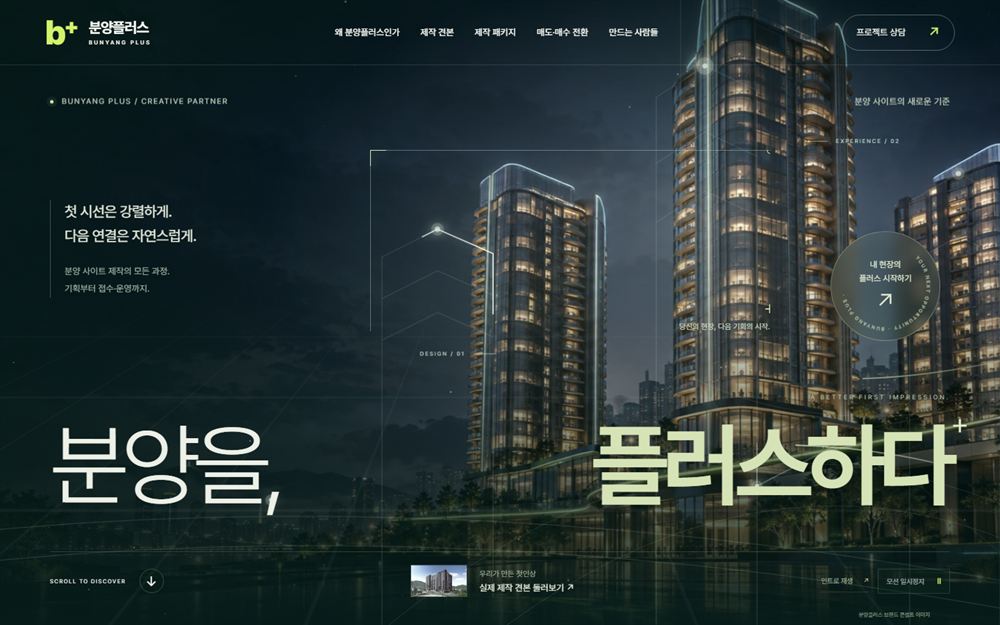 b+ 분양플러스
BUNYANG PLUS
왜 분양플러스인가
제작 견본
제작 패키지
매도·매수 전환
만드는 사람들
프로젝트 상담
BUNYANG PLUS / CREATIVE PARTNER
분양 사이트의 새로운 기준
EXPERIENCE / 02
첫 시선은 강렬하게.
다음 연결은 자연스럽게.
분양 사이트 제작의 모든 과정.
기획부터 접수·운영까지.
내 현장의
플러스 시작하기
YOUR NEXT OPPORTUNITY · BUNYANG PLUS ·
당신의 현장, 다음 기회의 시작.
DESIGN / 01
A BETTER FIRST IMPRESSION.
분양을,
플러스하다+
SCROLL TO DISCOVER
우리가 만든 첫인상
실제 제작 견본 둘러보기
인트로 재생
모션 일시정지
분양플러스 브랜드 콘셉트 이미지